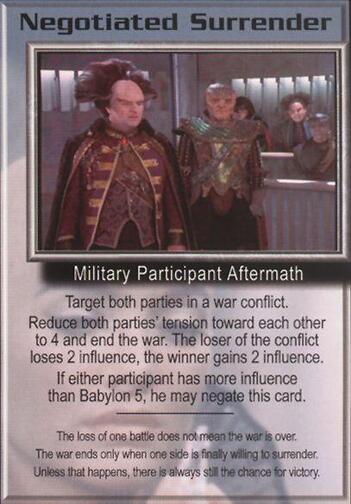 Negotiated Surrender
Military Participant Aftermath
Target both parties in a war conflict.
Reduce both parties' tension toward each other
to 4 and end the war. The loser of the conflict
loses 2 influence, the winner gains 2 influence.
If either participant has more influence
than Babylon 5, he may negate this card.
The loss of one battle does not mean the war is over.
The war ends only when one side is finally willing to surrender.
Unless that happens, there is always still the chance for victory.